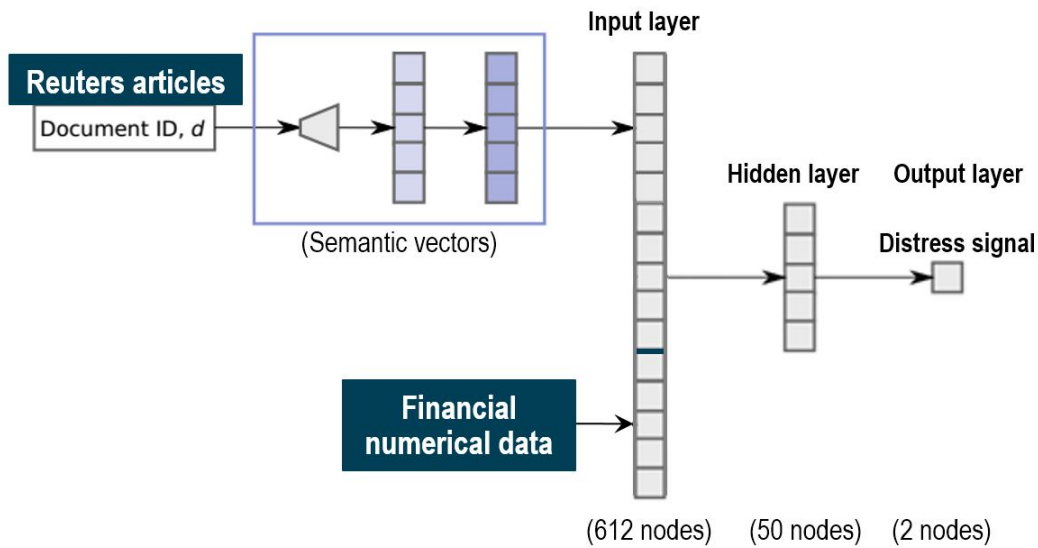 Input layer
Reuters articles
Document ID, d
(Semantic vectors)
Hidden layer
Output layer
Distress signal
Financial
numerical data
(612 nodes)
(50 nodes)
(2 nodes)